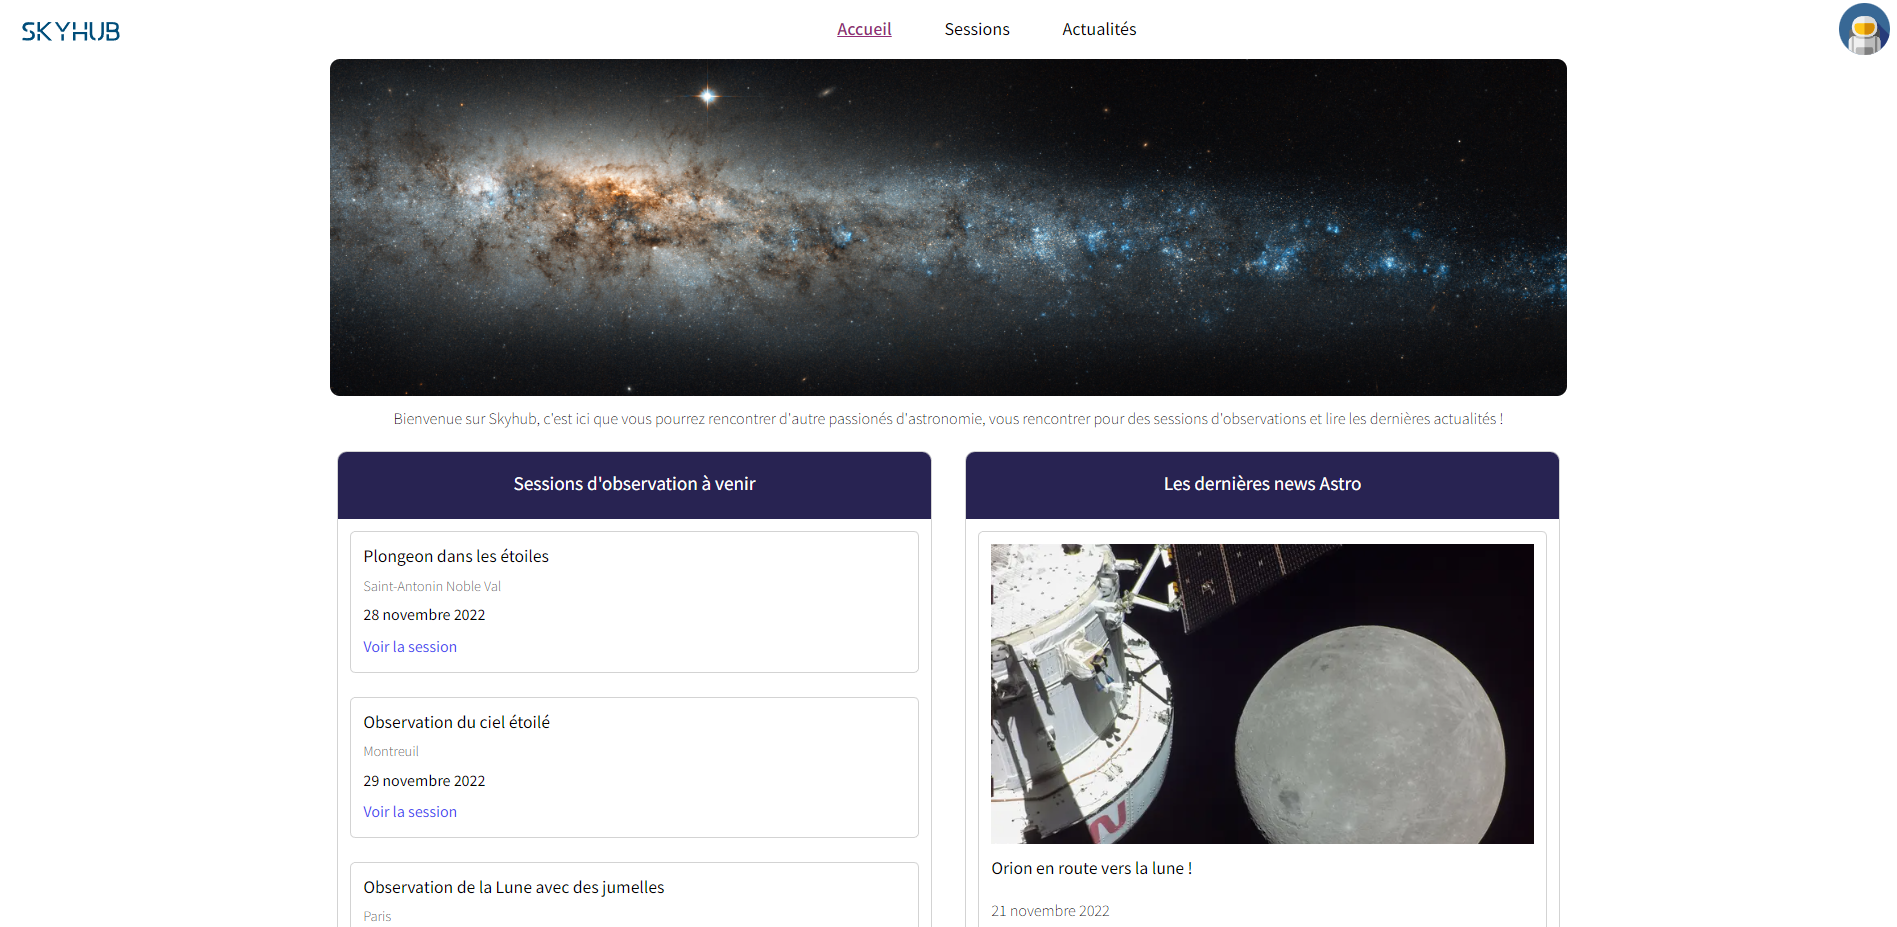 SKYHUB
Accueil
Sessions
Actualités
Bienvenue sur Skyhub, c'est ici que vous pourrez rencontrer d'autre passionés d'astronomie, vous rencontrer pour des sessions d'observations et lire les dernières actualités !
Sessions d'observation à venir
Plongeon dans les étoiles
Saint-Antonin Noble Val
28 novembre 2022
Voir la session
Observation du ciel étoilé
Montreuil
29 novembre 2022
Voir la session
Observation de la Lune avec des jumelles
Paris
Les dernières news Astro
Orion en route vers la lune !
21 novembre 2022